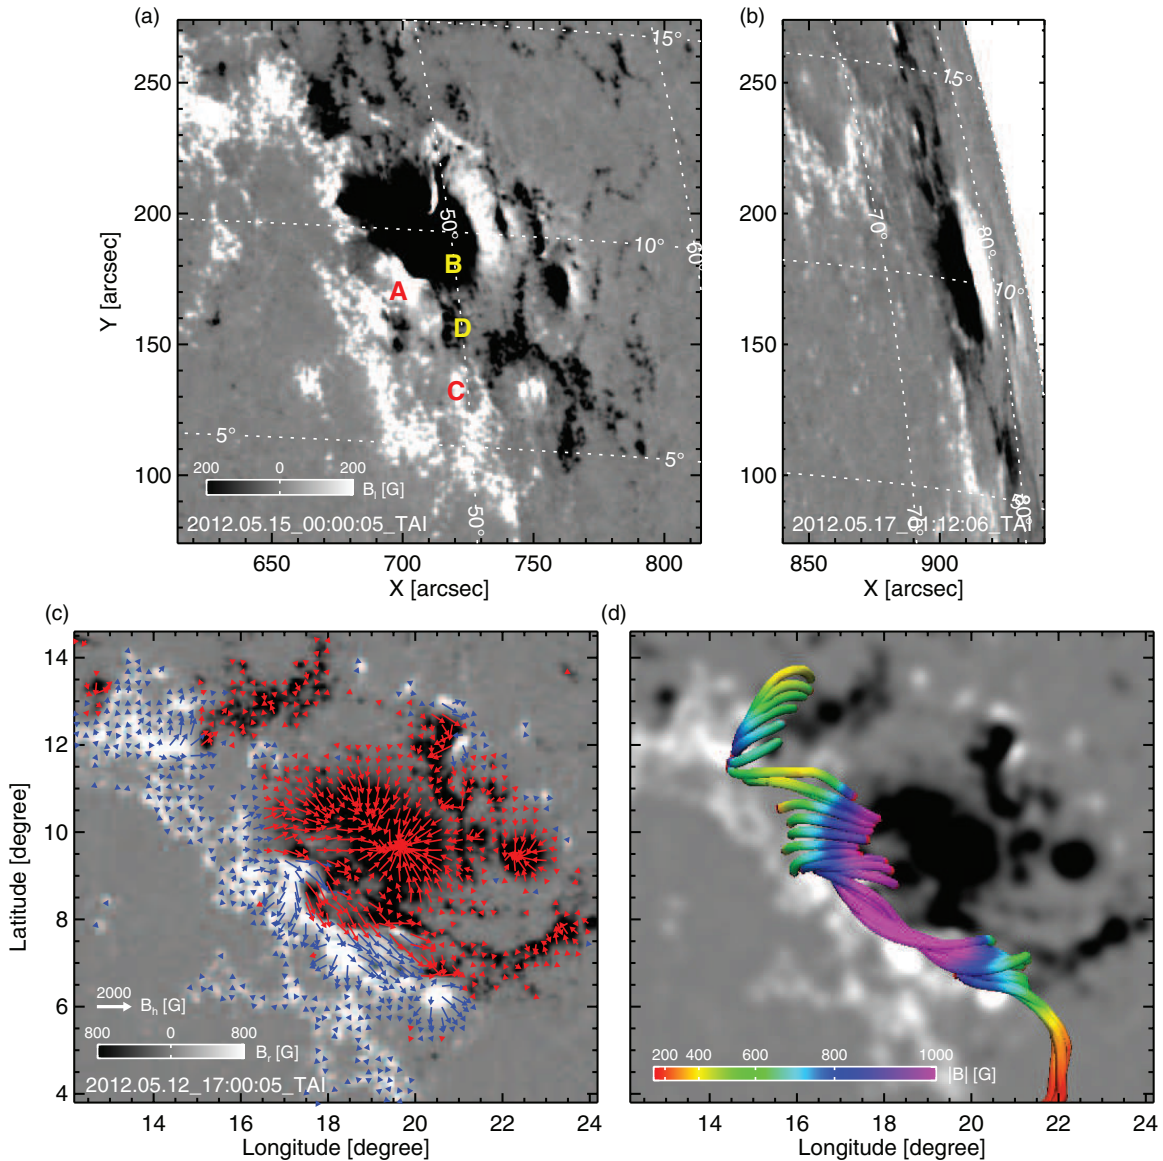 (a)
15°
250
200
150
100
Y [arcsec]
50°
10°
60°
B
A
D
C
5°
5°
200 0 200
B_l [G]
50°
2012.05.15_00:00:05_TAI
650 700 750 800
X [arcsec]
(b)
15°
250
200
150
100
70°
80°
10°
70°
5°
80°
2012.05.17_01:12:06_TAI
850 900
X [arcsec]
(c)
14
12
10
8
6
4
Latitude [degree]
2000
B_h [G]
800 0 800
B_r [G]
2012.05.12_17:00:05_TAI
14 16 18 20 22 24
Longitude [degree]
(d)
200 400 600 800 1000
|B| [G]
14 16 18 20 22 24
Longitude [degree]